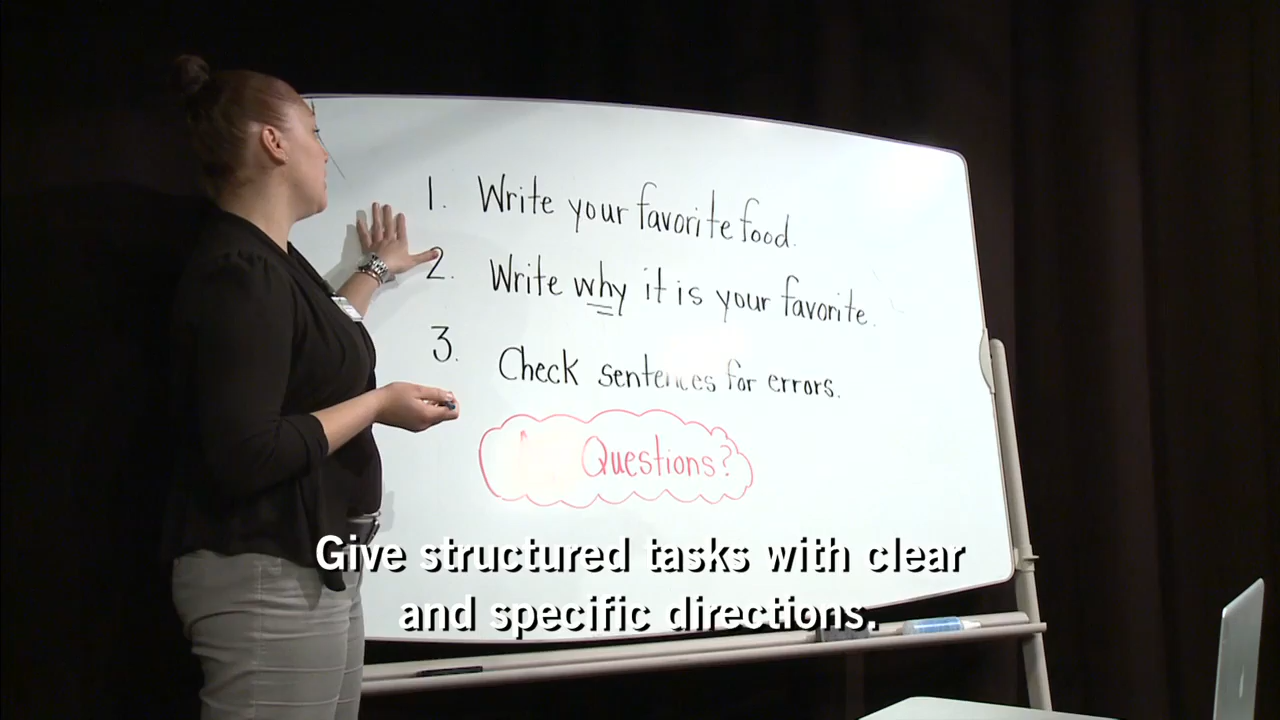 1. Write your favorite food.
2. Write why it is your favorite.
3. Check sentences for errors.
Questions?
Give structured tasks with clear
and specific directions.